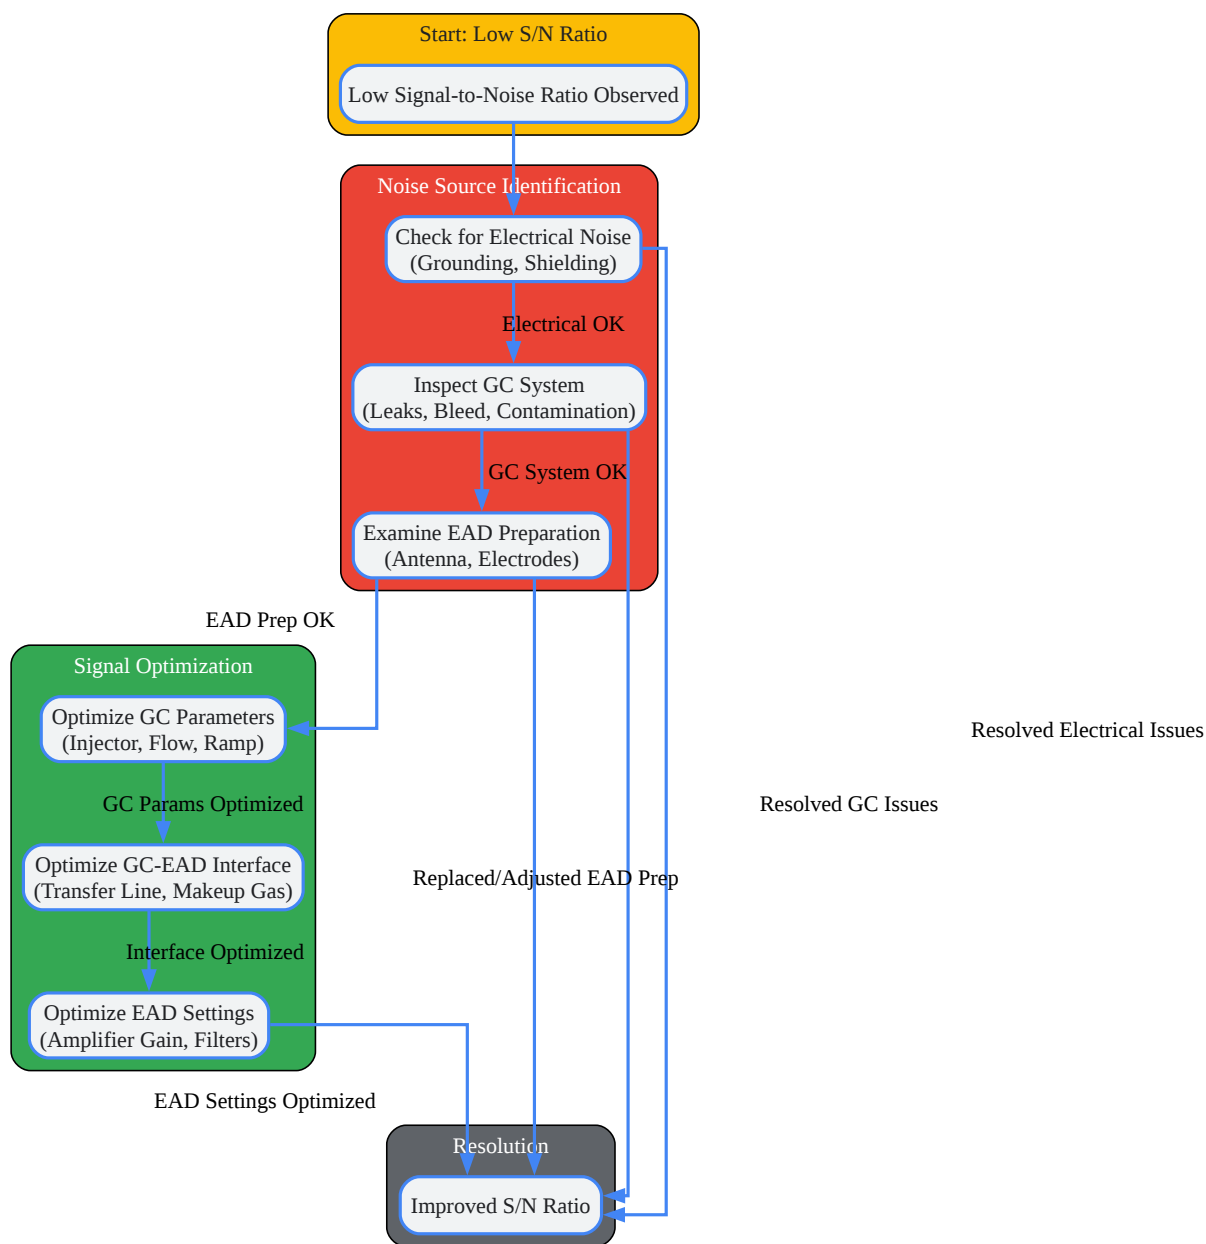 Start: Low S/N Ratio
Low Signal-to-Noise Ratio Observed
Noise Source Identification
Check for Electrical Noise
(Grounding, Shielding)
Electrical OK
Inspect GC System
(Leaks, Bleed, Contamination)
GC System OK
Examine EAD Preparation
(Antenna, Electrodes)
EAD Prep OK
Signal Optimization
Optimize GC Parameters
(Injector, Flow, Ramp)
Resolved Electrical Issues
GC Params Optimized
Resolved GC Issues
Optimize GC-EAD Interface
(Transfer Line, Makeup Gas)
Replaced/Adjusted EAD Prep
Interface Optimized
Optimize EAD Settings
(Amplifier Gain, Filters)
EAD Settings Optimized
Resolution
Improved S/N Ratio